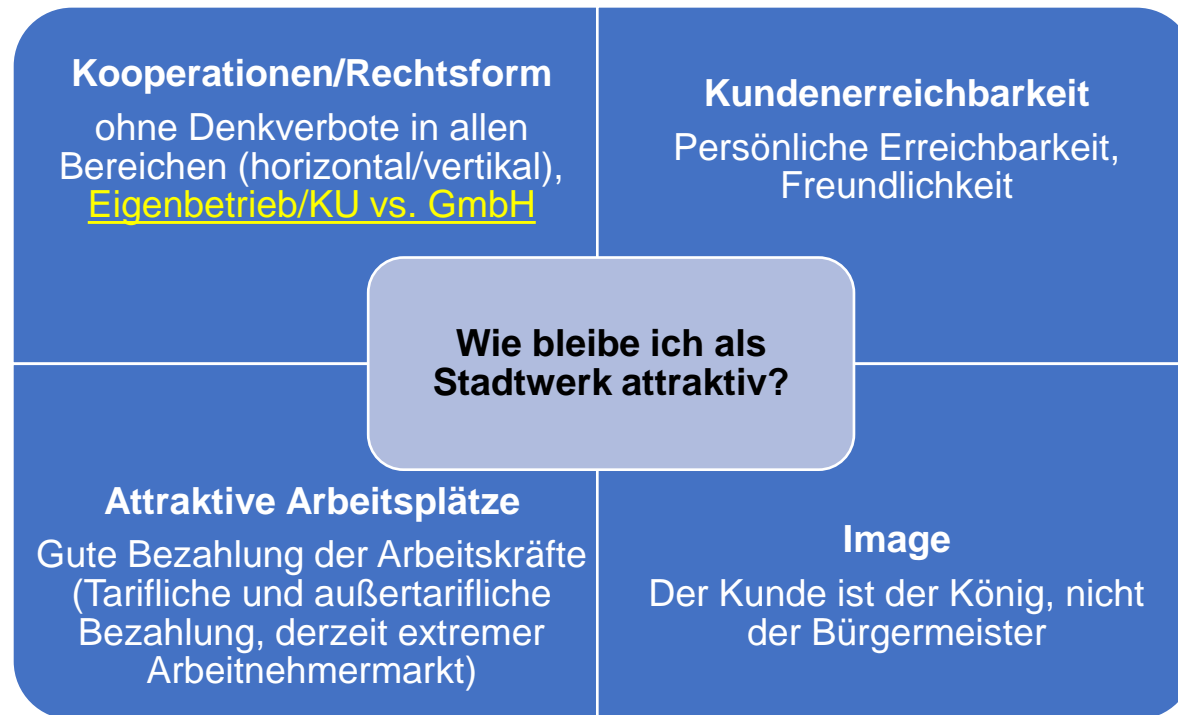 Kooperationen/Rechtsform
ohne Denkverbote in allen
Bereichen (horizontal/vertikal),
Eigenbetrieb/KU vs. GmbH
Kundenerreichbarkeit
Persönliche Erreichbarkeit,
Freundlichkeit
Wie bleibe ich als
Stadtwerk attraktiv?
Attraktive Arbeitsplätze
Gute Bezahlung der Arbeitskräfte
(Tarifliche und außertarifliche
Bezahlung, derzeit extremer
Arbeitnehmermarkt)
Image
Der Kunde ist der König, nicht
der Bürgermeister